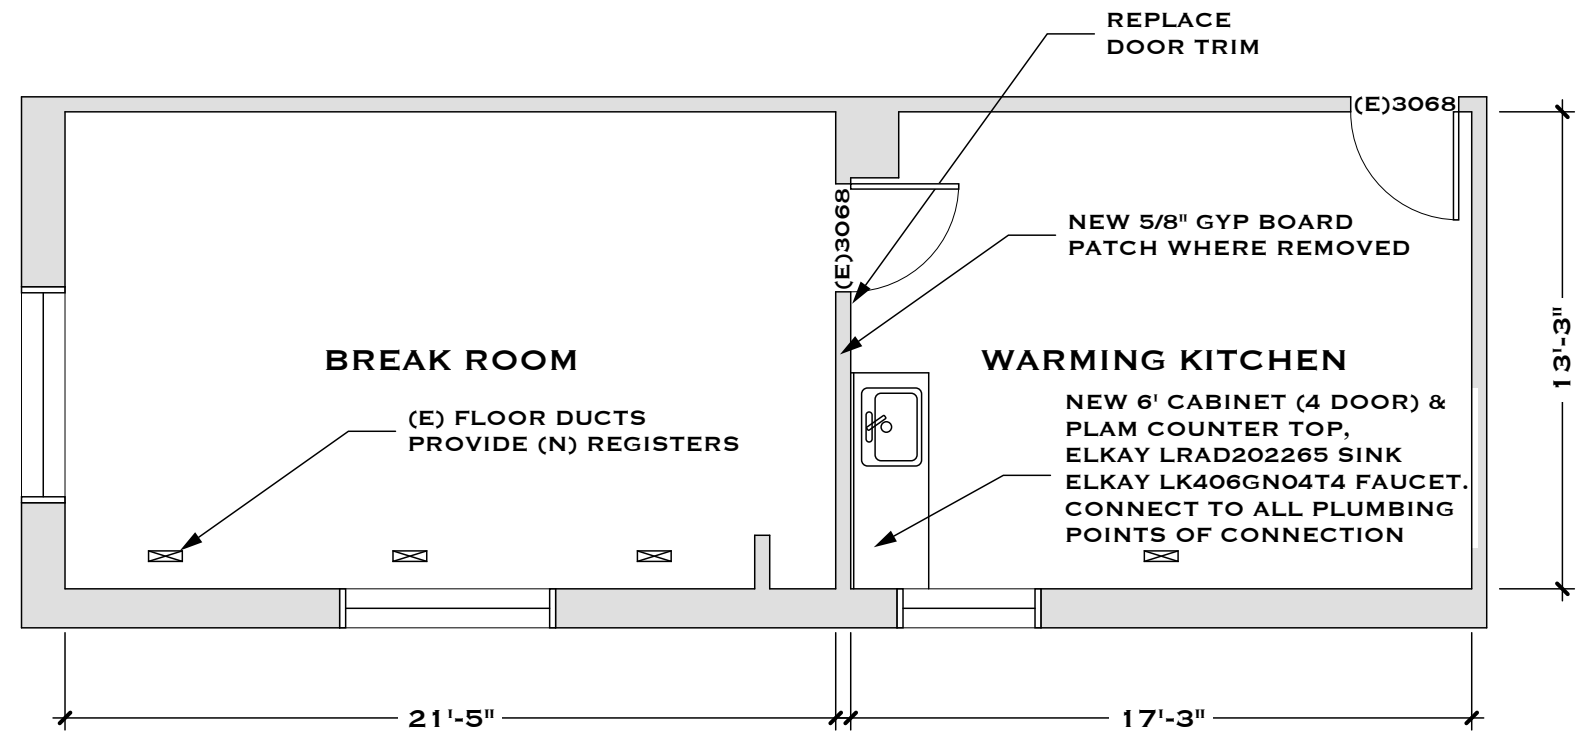 REPLACE
DOOR TRIM
(E)3068
(E)3068
NEW 5/8" GYP BOARD
PATCH WHERE REMOVED
BREAK ROOM
WARMING KITCHEN
(E) FLOOR DUCTS
PROVIDE (N) REGISTERS
NEW 6' CABINET (4 DOOR) &
PLAM COUNTER TOP,
ELKAY LRAD202265 SINK
ELKAY LK406GN04T4 FAUCET.
CONNECT TO ALL PLUMBING
POINTS OF CONNECTION
13'-3"
21'-5"
17'-3"